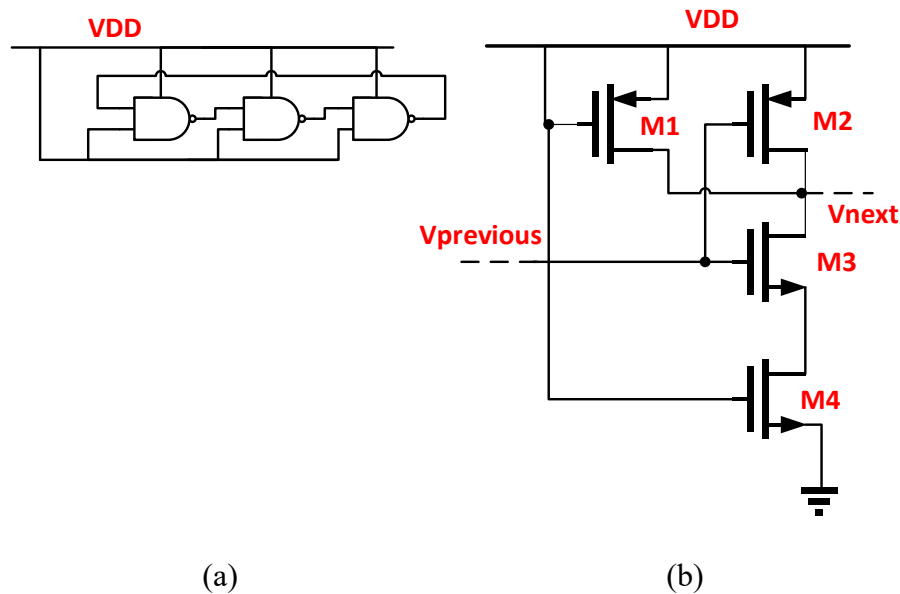 VDD
VDD
M1
M2
Vprevious
Vnext
M3
M4
(a)
(b)